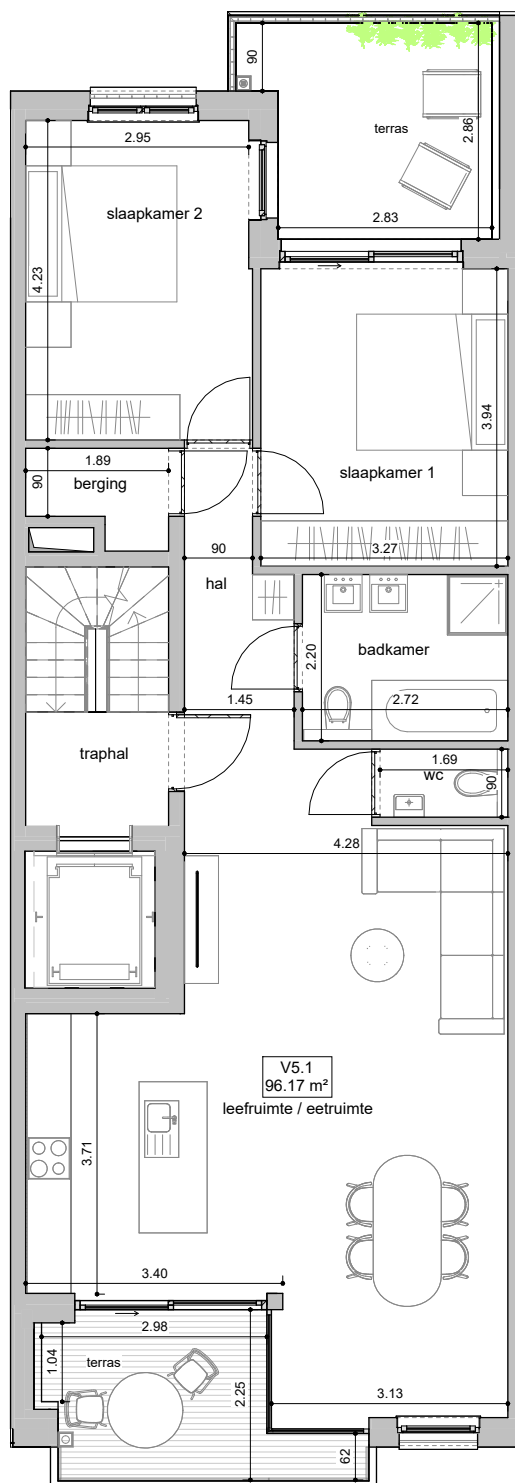 90
terras
2.86
2.95
slaapkamer 2
2.83
4.23
3.94
slaapkamer 1
1.89
90
berging
90
3.27
hal
2.20
badkamer
1.45
2.72
traphal
1.69
wc
90
4.28
V5.1
96.17 m²
leefruimte / eetruimte
3.71
3.40
2.98
1.04
terras
2.25
3.13
62